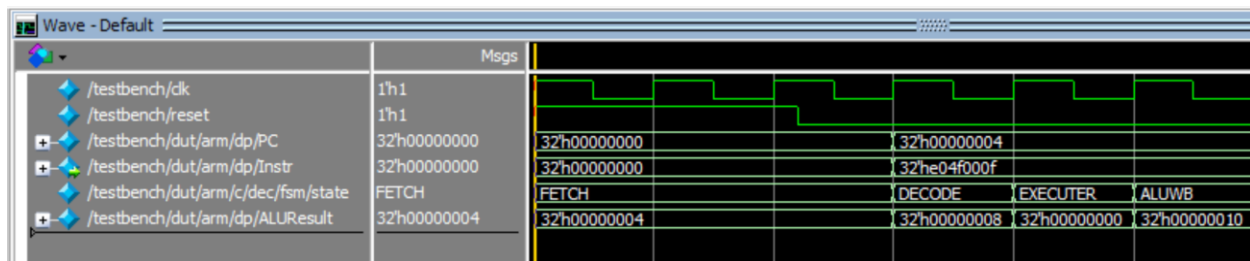 Wave - Default
Msgs
/testbench/clk 1'h1
/testbench/reset 1'h1
/testbench/dut/arm/dp/PC 32'h00000000 32'h00000000 32'h00000004
/testbench/dut/arm/dp/Instr 32'h00000000 32'h00000000 32'he04f000f
/testbench/dut/arm/c/dec/fsm/state FETCH FETCH DECODE EXECUTER ALUWB
/testbench/dut/arm/dp/ALUResult 32'h00000004 32'h00000004 32'h00000008 32'h00000000 32'h00000010